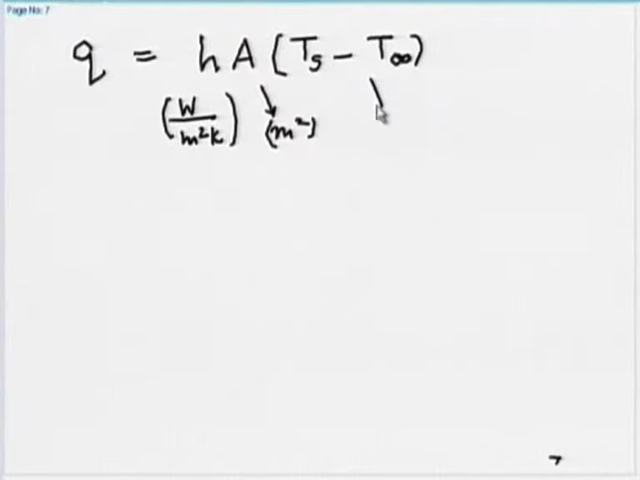 Page No: 7
q = hA (Ts − T∞)
(W/m²K) (m²)
7